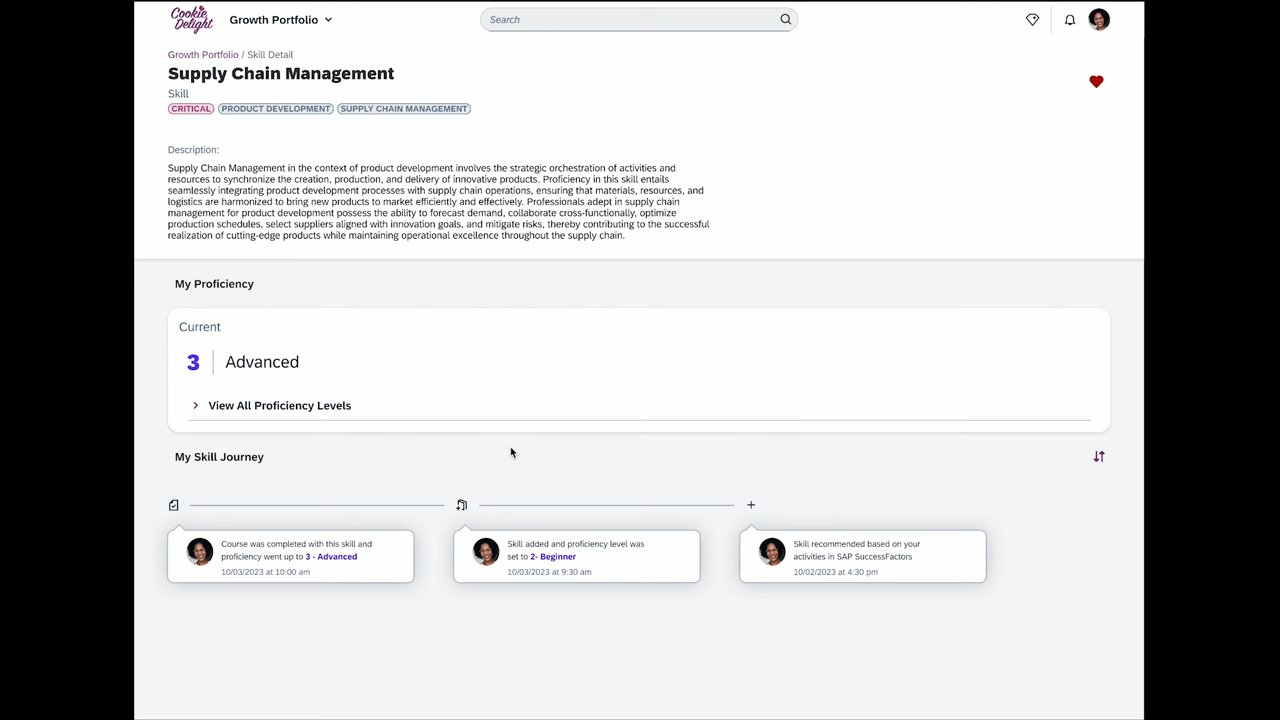 Cookie
Delight
Growth Portfolio
Search
Growth Portfolio / Skill Detail
Supply Chain Management
Skill
CRITICAL PRODUCT DEVELOPMENT SUPPLY CHAIN MANAGEMENT
Description:
Supply Chain Management in the context of product development involves the strategic orchestration of activities and
resources to synchronize the creation, production, and delivery of innovative products. Proficiency in this skill entails
seamlessly integrating product development processes with supply chain operations, ensuring that materials, resources, and
logistics are harmonized to bring new products to market efficiently and effectively. Professionals adept in supply chain
management for product development possess the ability to forecast demand, collaborate cross-functionally, optimize
production schedules, select suppliers aligned with innovation goals, and mitigate risks, thereby contributing to the successful
realization of cutting-edge products while maintaining operational excellence throughout the supply chain.
My Proficiency
Current
3 Advanced
View All Proficiency Levels
My Skill Journey
Course was completed with this skill and
proficiency went up to 3 - Advanced
10/03/2023 at 10:00 am
Skill added and proficiency level was
set to 2- Beginner
10/03/2023 at 9:30 am
Skill recommended based on your
activities in SAP SuccessFactors
10/02/2023 at 4:30 pm